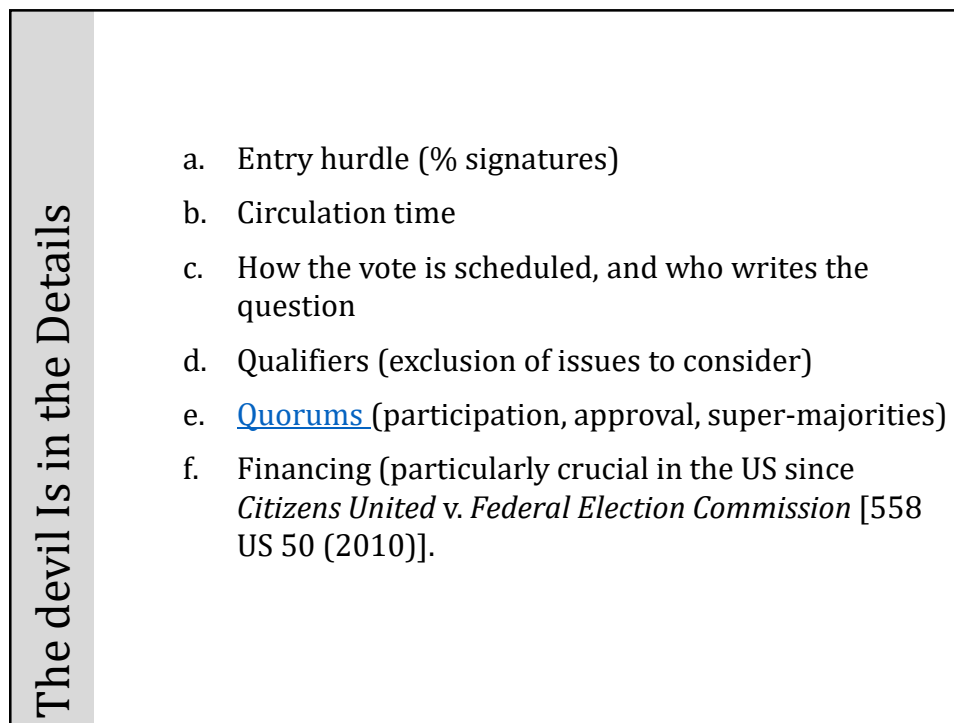 The devil Is in the Details
a. Entry hurdle (% signatures)
b. Circulation time
c. How the vote is scheduled, and who writes the
question
d. Qualifiers (exclusion of issues to consider)
e. Quorums (participation, approval, super-majorities)
f. Financing (particularly crucial in the US since
Citizens United v. Federal Election Commission [558
US 50 (2010)].